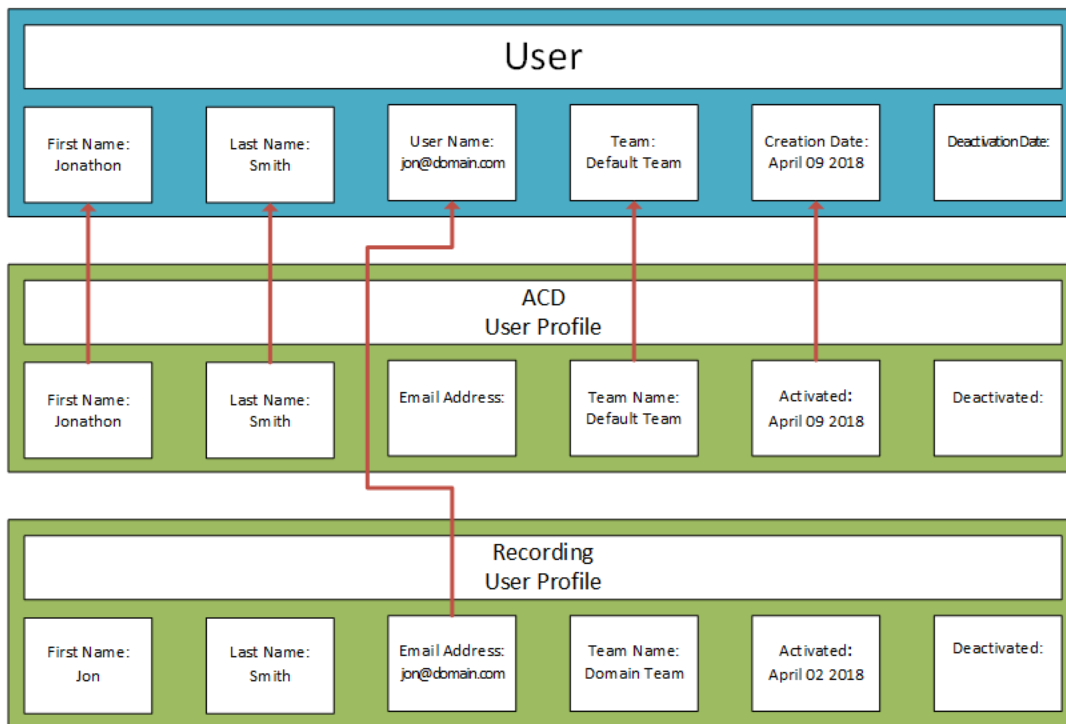 User
First Name:
Jonathon
Last Name:
Smith
User Name:
jon@domain.com
Team:
Default Team
Creation Date:
April 09 2018
Deactivation Date:
ACD
User Profile
First Name:
Jonathon
Last Name:
Smith
Email Address:
Team Name:
Default Team
Activated:
April 09 2018
Deactivated:
Recording
User Profile
First Name:
Jon
Last Name:
Smith
Email Address:
jon@domain.com
Team Name:
Domain Team
Activated:
April 02 2018
Deactivated: